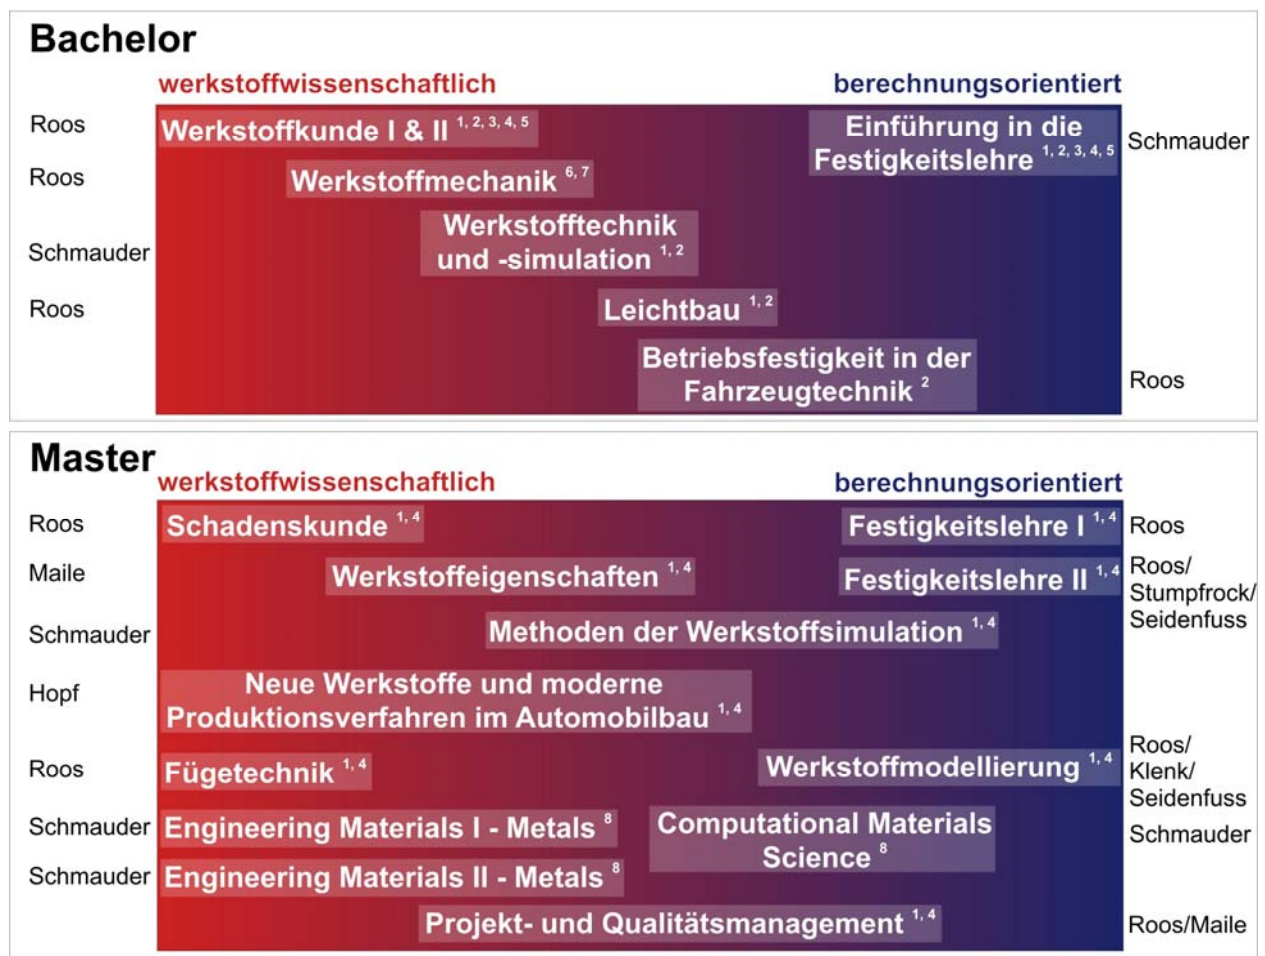 Bachelor
werkstoffwissenschaftlich berechnungsorientiert
Roos Werkstoffkunde I & II 1, 2, 3, 4, 5 Einführung in die
Festigkeitslehre 1, 2, 3, 4, 5 Schmauder
Roos Werkstoffmechanik 6, 7
Werkstofftechnik
Schmauder und -simulation 1, 2
Roos Leichtbau 1, 2
Betriebsfestigkeit in der
Fahrzeugtechnik 2 Roos
Master
werkstoffwissenschaftlich berechnungsorientiert
Roos Schadenskunde 1, 4 Festigkeitslehre I 1, 4 Roos
Maile Werkstoffeigenschaften 1, 4 Festigkeitslehre II 1, 4 Roos/
Stumpfrock/
Seidenfuss
Schmauder Methoden der Werkstoffsimulation 1, 4
Hopf Neue Werkstoffe und moderne
Produktionsverfahren im Automobilbau 1, 4
Roos Fügetechnik 1, 4 Werkstoffmodellierung 1, 4 Roos/
Klenk/
Seidenfuss
Schmauder Engineering Materials I - Metals 8 Computational Materials
Science 8 Schmauder
Schmauder Engineering Materials II - Metals 8
Projekt- und Qualitätsmanagement 1, 4 Roos/Maile